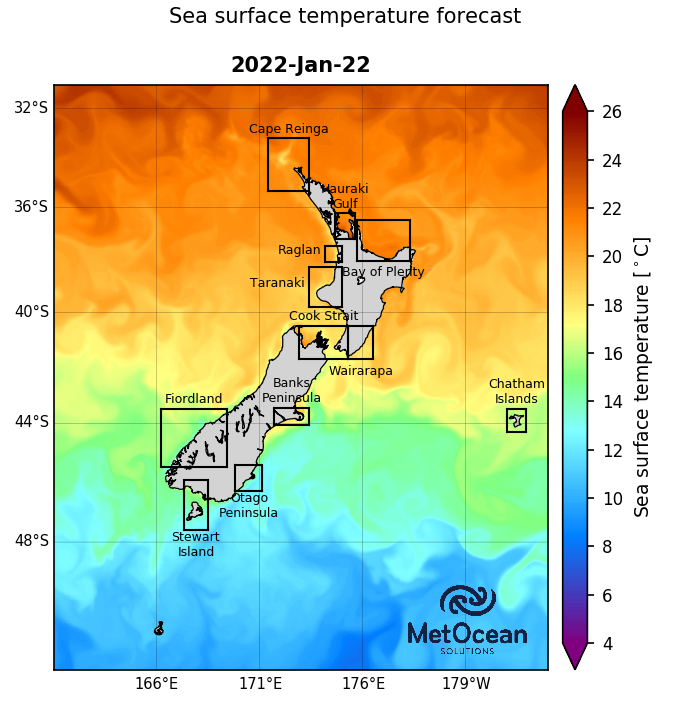 Sea surface temperature forecast
2022-Jan-22
32°S
36°S
40°S
44°S
48°S
166°E
171°E
176°E
179°W
Cape Reinga
Hauraki
Gulf
Raglan
Bay of Plenty
Taranaki
Cook Strait
Wairarapa
Banks
Peninsula
Fiordland
Chatham
Islands
Otago
Peninsula
Stewart
Island
MetOcean
SOLUTIONS
26
24
22
20
18
16
14
12
10
8
6
4
Sea surface temperature [°C]